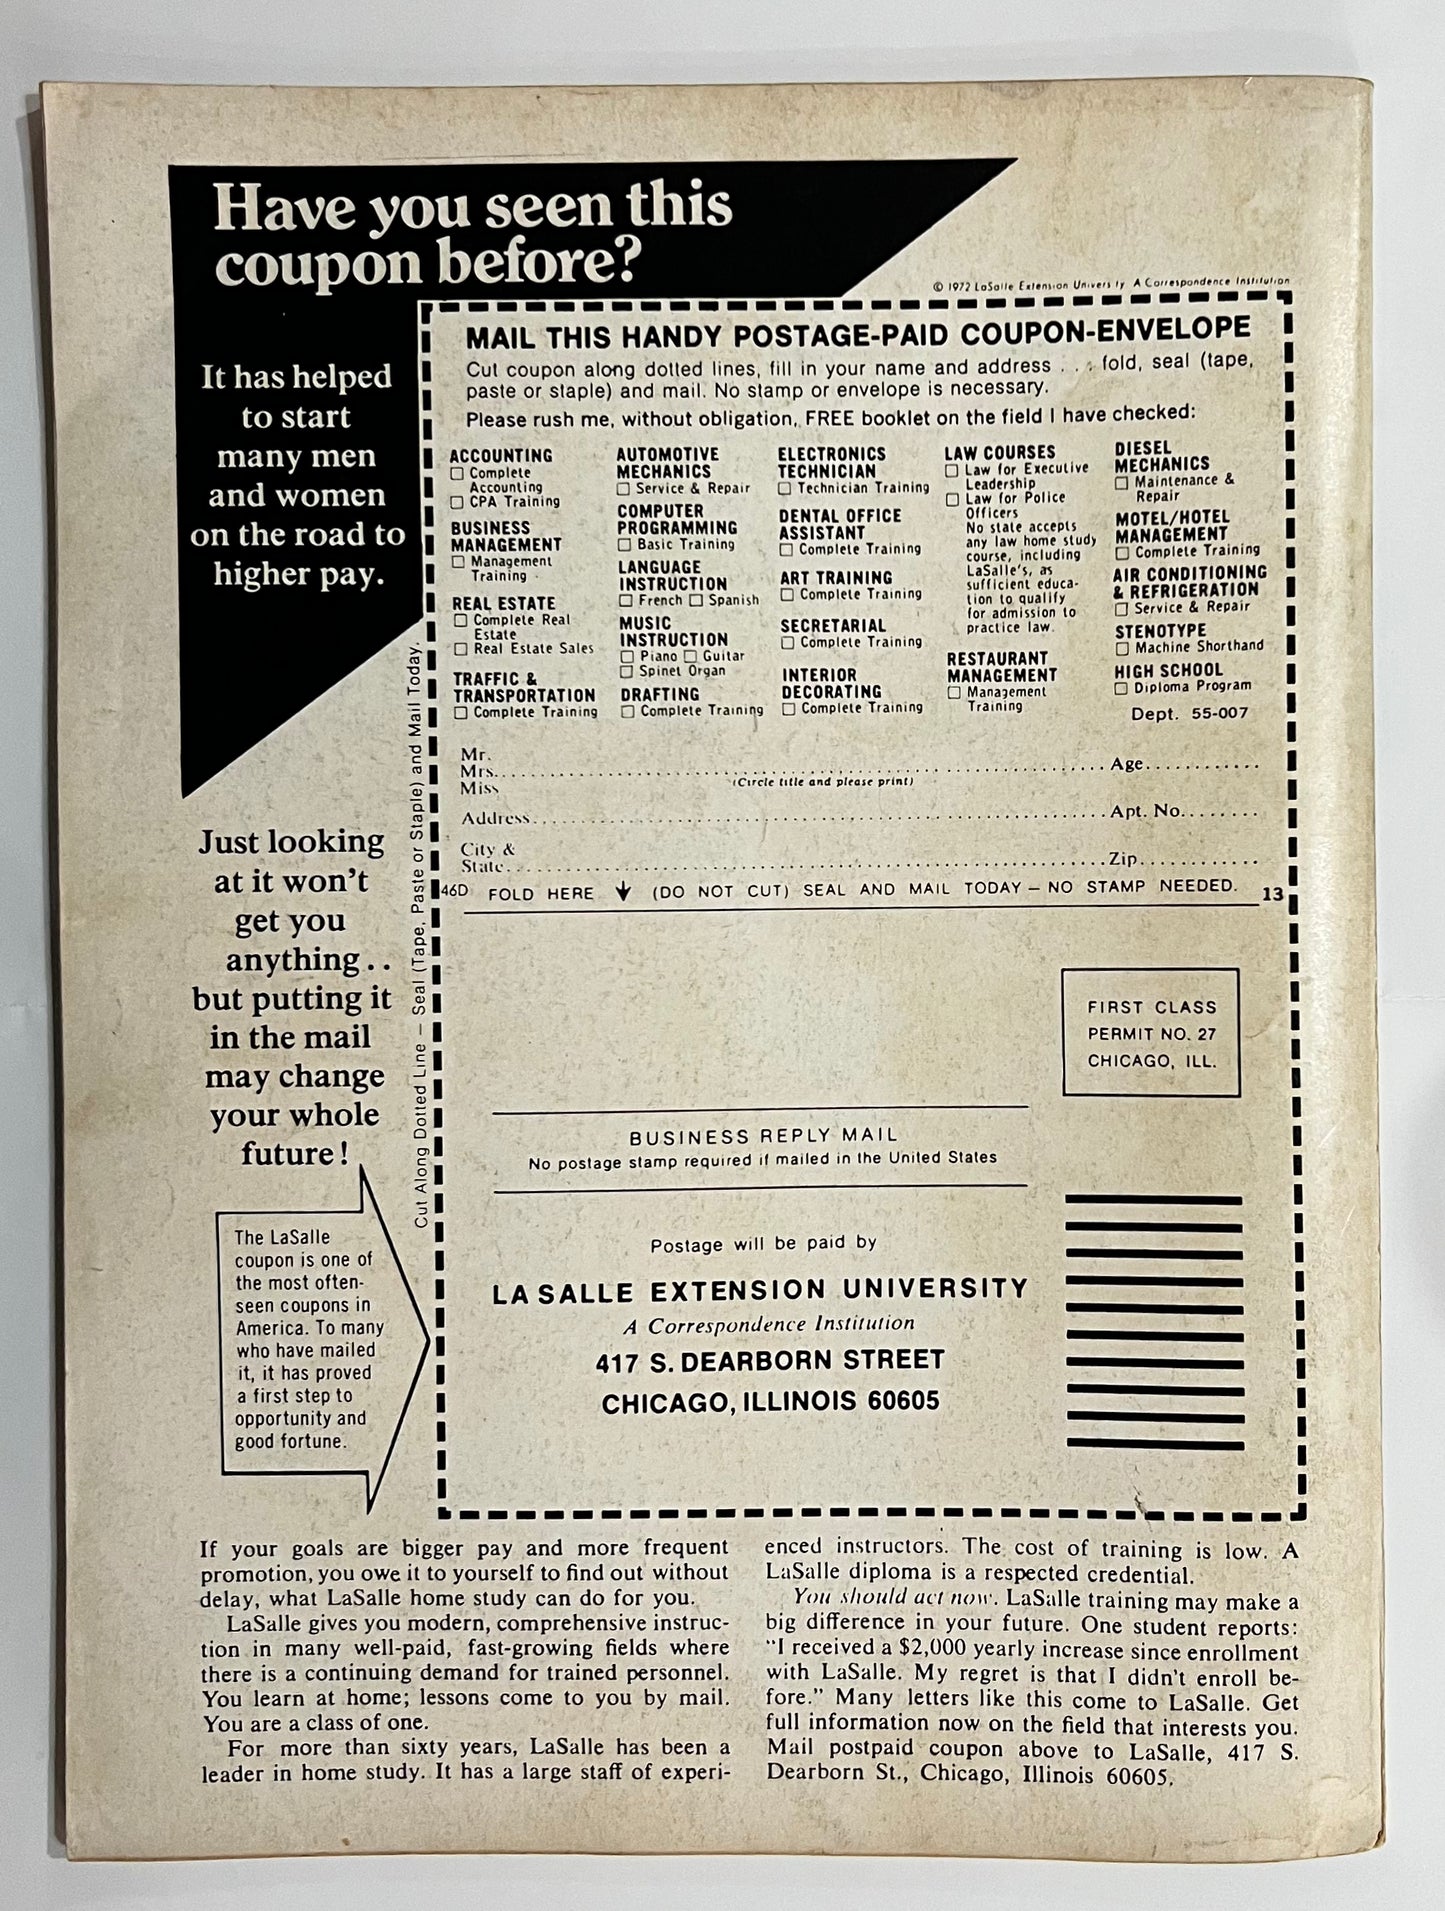 Have you seen this
coupon before?
It has helped
to start
many men
and women
on the road to
higher pay.
Just looking
at it won't
get you
anything..
but putting it
in the mail
may change
your whole
future!
The LaSalle
coupon is one of
the most often-
seen coupons in
America. To many
who have mailed
it, it has proved
a first step to
opportunity and
good fortune.
Cut Along Dotted Line — Seal (Tape, Paste or Staple) and Mail Today.
© 1972 LaSalle Extension University A Correspondence Institution
MAIL THIS HANDY POSTAGE-PAID COUPON-ENVELOPE
Cut coupon along dotted lines, fill in your name and address . . . fold, seal (tape,
paste or staple) and mail. No stamp or envelope is necessary.
Please rush me, without obligation, FREE booklet on the field I have checked:
ACCOUNTING
☐ Complete
Accounting
☐ CPA Training
BUSINESS
MANAGEMENT
☐ Management
Training
REAL ESTATE
☐ Complete Real
Estate
☐ Real Estate Sales
TRAFFIC &
TRANSPORTATION
☐ Complete Training
AUTOMOTIVE
MECHANICS
☐ Service & Repair
COMPUTER
PROGRAMMING
☐ Basic Training
LANGUAGE
INSTRUCTION
☐ French ☐ Spanish
MUSIC
INSTRUCTION
☐ Piano ☐ Guitar
☐ Spinet Organ
DRAFTING
☐ Complete Training
ELECTRONICS
TECHNICIAN
☐ Technician Training
DENTAL OFFICE
ASSISTANT
☐ Complete Training
ART TRAINING
☐ Complete Training
SECRETARIAL
☐ Complete Training
INTERIOR
DECORATING
☐ Complete Training
LAW COURSES
☐ Law for Executive
Leadership
☐ Law for Police
Officers
No state accepts
any law home study
course, including
LaSalle's, as
sufficient educa-
tion to qualify
for admission to
practice law.
RESTAURANT
MANAGEMENT
☐ Management
Training
DIESEL
MECHANICS
☐ Maintenance &
Repair
MOTEL/HOTEL
MANAGEMENT
☐ Complete Training
AIR CONDITIONING
& REFRIGERATION
☐ Service & Repair
STENOTYPE
☐ Machine Shorthand
HIGH SCHOOL
☐ Diploma Program
Dept. 55-007
Mr.
Mrs. Age
Miss (Circle title and please print)
Address Apt. No.
City &
State Zip
46D FOLD HERE (DO NOT CUT) SEAL AND MAIL TODAY — NO STAMP NEEDED. 13
FIRST CLASS
PERMIT NO. 27
CHICAGO, ILL.
BUSINESS REPLY MAIL
No postage stamp required if mailed in the United States
Postage will be paid by
LA SALLE EXTENSION UNIVERSITY
A Correspondence Institution
417 S. DEARBORN STREET
CHICAGO, ILLINOIS 60605
If your goals are bigger pay and more frequent
promotion, you owe it to yourself to find out without
delay, what LaSalle home study can do for you.
LaSalle gives you modern, comprehensive instruc-
tion in many well-paid, fast-growing fields where
there is a continuing demand for trained personnel.
You learn at home; lessons come to you by mail.
You are a class of one.
For more than sixty years, LaSalle has been a
leader in home study. It has a large staff of experi-
enced instructors. The cost of training is low. A
LaSalle diploma is a respected credential.
You should act now. LaSalle training may make a
big difference in your future. One student reports:
"I received a $2,000 yearly increase since enrollment
with LaSalle. My regret is that I didn't enroll be-
fore." Many letters like this come to LaSalle. Get
full information now on the field that interests you.
Mail postpaid coupon above to LaSalle, 417 S.
Dearborn St., Chicago, Illinois 60605.